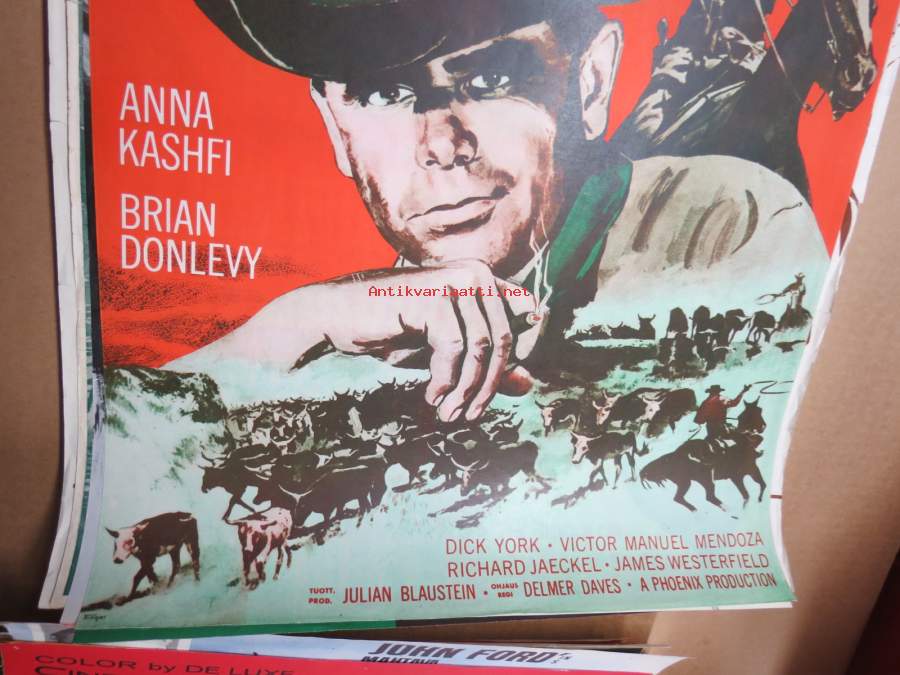 ANNA
KASHFI
BRIAN
DONLEVY
Antikvariaatti.net
DICK YORK · VICTOR MANUEL MENDOZA
RICHARD JAECKEL · JAMES WESTERFIELD
TUOTT. PROD. JULIAN BLAUSTEIN · OHJAUS REGI DELMER DAVES · A PHOENIX PRODUCTION
JOHN FORD
MAHTAVA
COLOR by DE LUXE